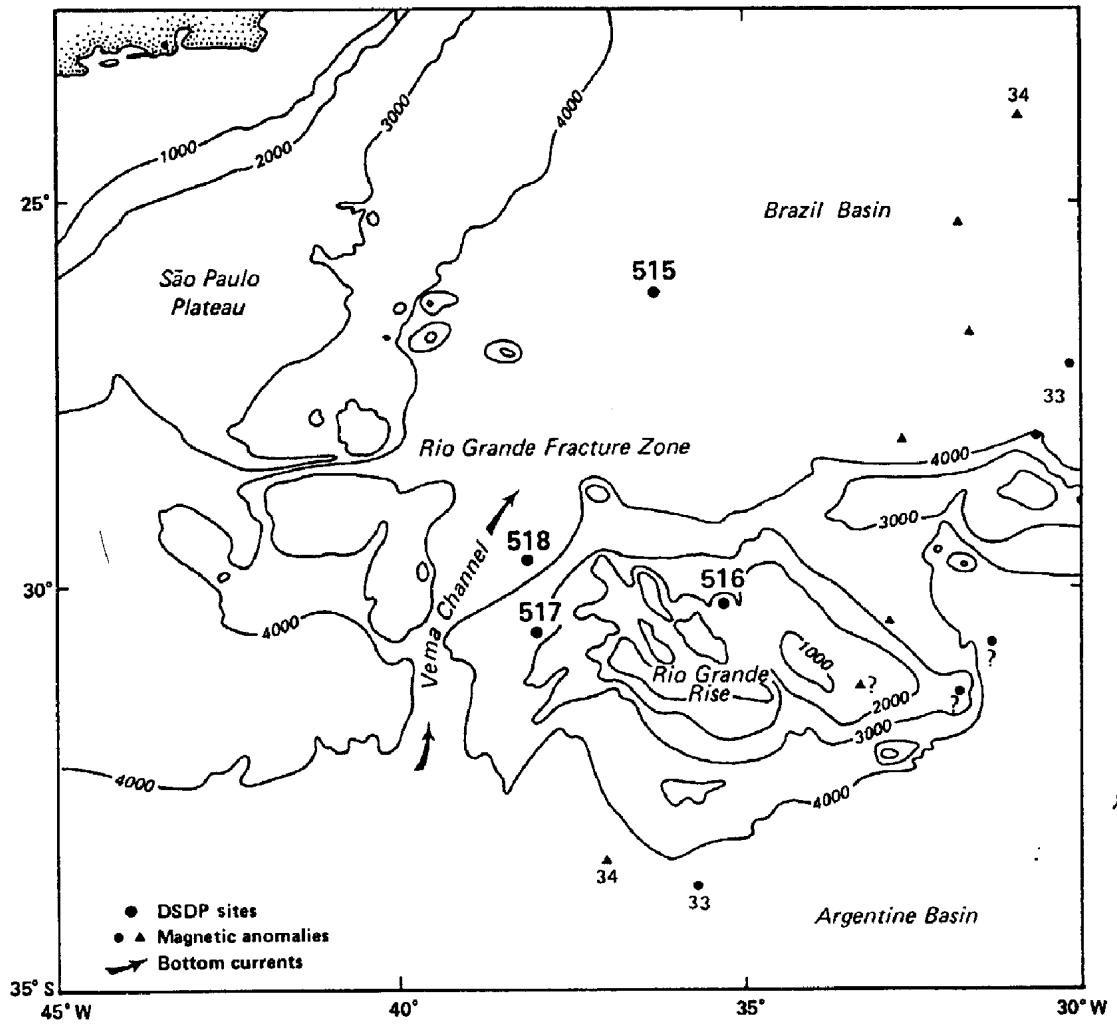 34
1000
2000
3000
4000
25°
Brazil Basin
São Paulo
Plateau
515
33
Rio Grande Fracture Zone
4000
3000
518
516
30°
517
4000
Vema Channel
1000
?
?
?
Rio Grande
Rise
2000
3000
4000
4000
34
33
Argentine Basin
DSDP sites
Magnetic anomalies
Bottom currents
35° S
45° W
40°
35°
30°